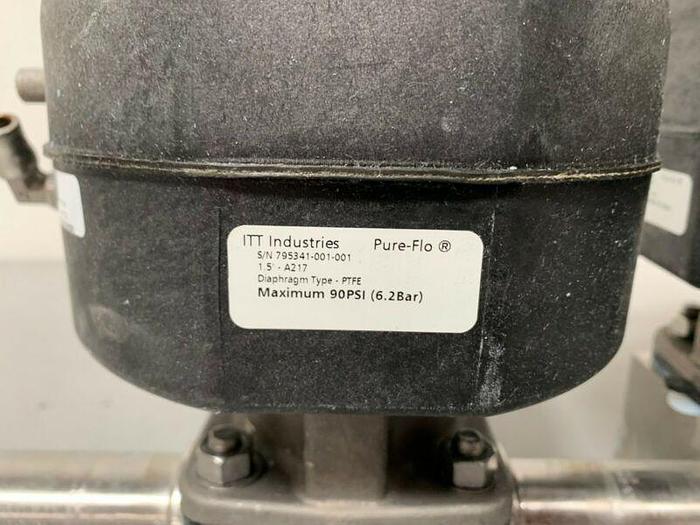 ITT Industries Pure-Flo ®
S/N 795341-001-001
1.5" - A217
Diaphragm Type - PTFE
Maximum 90PSI (6.2Bar)